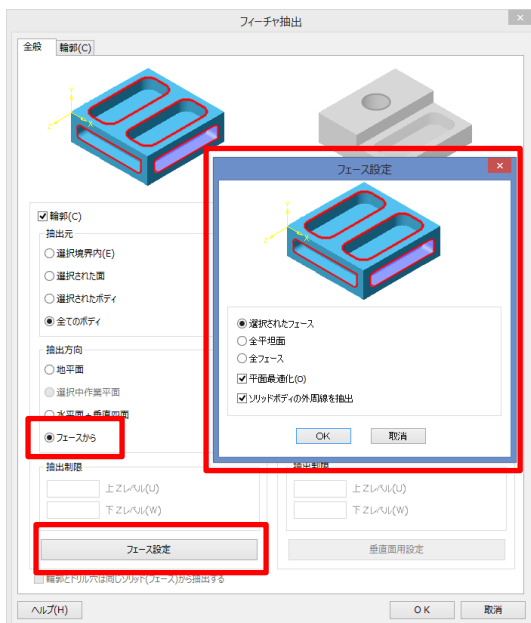 フィーチャ抽出
×
全般
輪郭(C)
Y
Z
X
輪郭(C)
抽出元
選択境界内(E)
選択された面
選択されたボディ
全てのボディ
抽出方向
地平面
選択中作業平面
水平面+垂直四面
フェースから
抽出制限
上Zレベル(U)
下Zレベル(W)
フェース設定
輪郭とドリル穴は同じソリッド(フェース)から抽出する
フェース設定
×
Y
Z
X
選択されたフェース
全平坦面
全フェース
平面最適化(O)
ソリッドボディの外周線を抽出
OK
取消
抽出制限
上Zレベル(U)
下Zレベル(W)
垂直面用設定
ヘルプ(H)
OK
取消